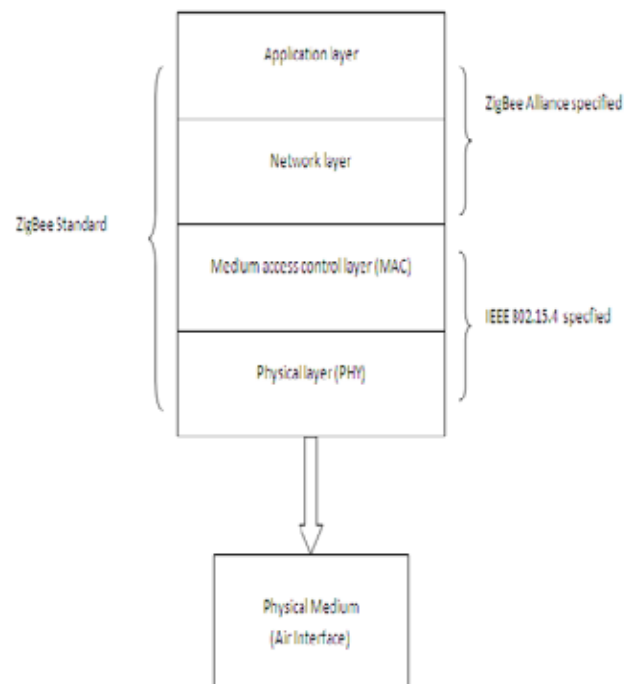 Application layer
ZigBee Alliance specified
Network layer
ZigBee Standard
Medium access control layer (MAC)
IEEE 802.15.4 specified
Physical layer (PHY)
Physical Medium
(Air Interface)